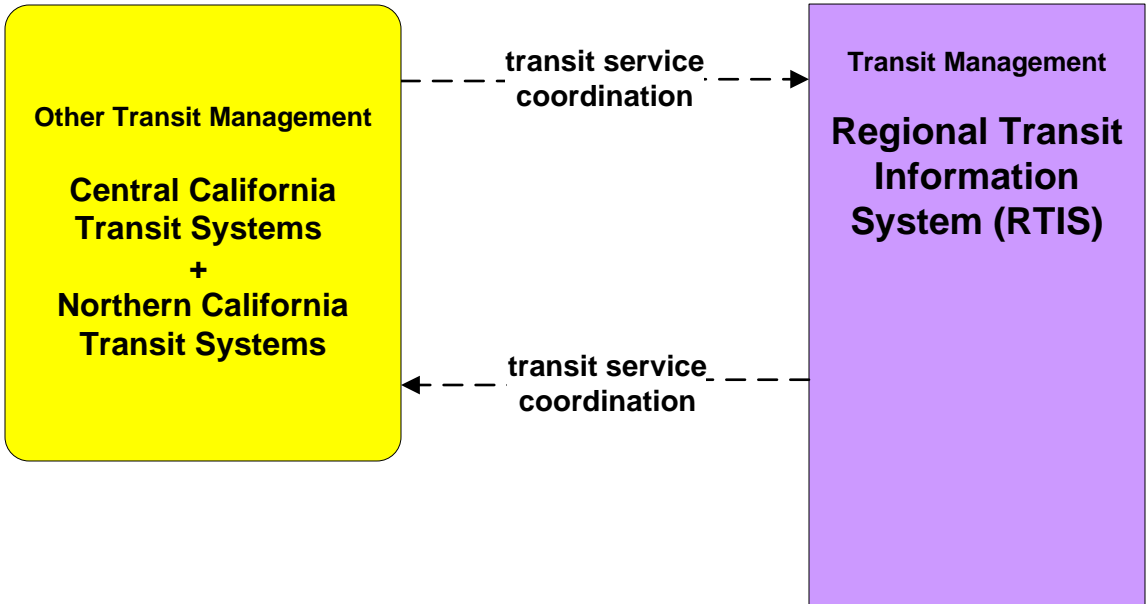 Other Transit Management
Central California
Transit Systems
+
Northern California
Transit Systems
transit service
coordination
transit service
coordination
Transit Management
Regional Transit
Information
System (RTIS)